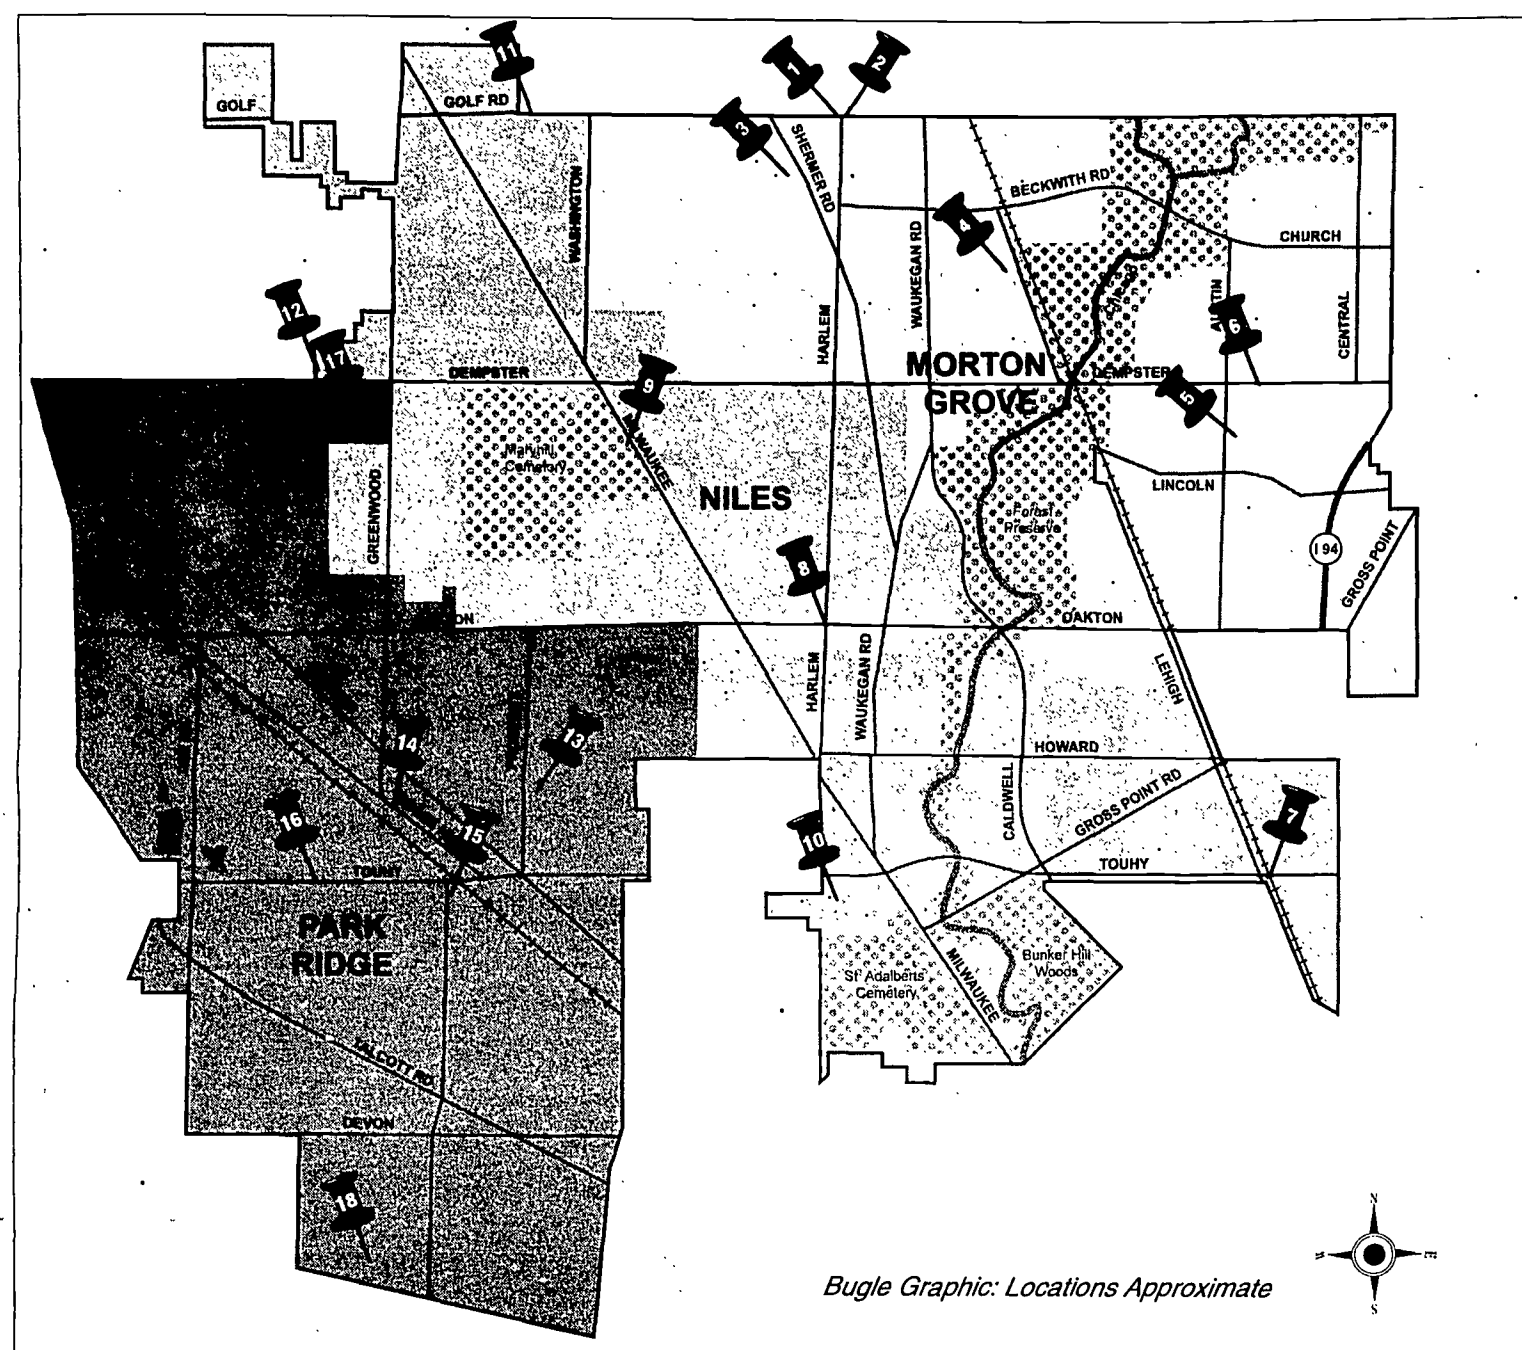 11
1
2
GOLF
GOLF RD
3
SHERMER RD
BECKWITH RD
WASHINGTON
4
WAUKEGAN RD
CHURCH
12
17
HARLEM
6
CENTRAL
MORTON
GROVE
DEMPSTER
DEMPSTER
9
5
MILWAUKEE
Maryhill
Cemetery
NILES
GREENWOOD
LINCOLN
Forest
Preserve
I 94
GROSS POINT
8
OAKTON
HARLEM
WAUKEGAN RD
LEHIGH
14
13
HOWARD
CALDWELL
GROSS POINT RD
16
15
10
7
TOUHY
TOUHY
PARK
RIDGE
St. Adalberts
Cemetery
MILWAUKEE
Bunker Hill
Woods
TALCOTT RD
DEVON
18
N
W
E
S
Bugle Graphic: Locations Approximate